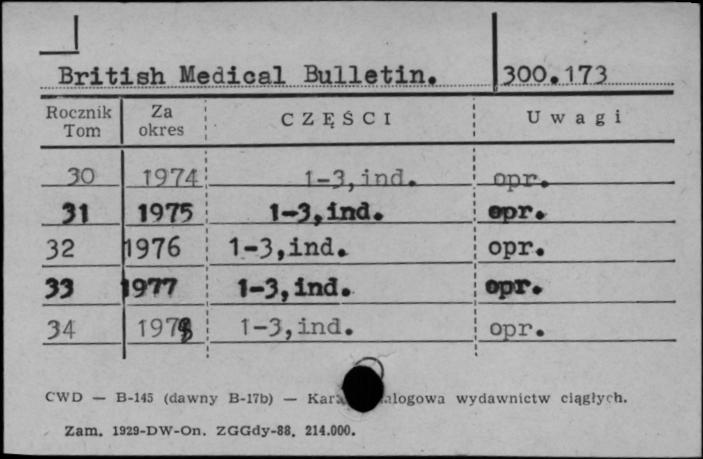 British Medical Bulletin. 300.173
Rocznik Tom Za okres CZĘŚCI Uwagi
30 1974 1-3,ind. opr.
31 1975 1-3,ind. opr.
32 1976 1-3,ind. opr.
33 1977 1-3,ind. opr.
34 1978 1-3,ind. opr.
CWD — B-145 (dawny B-17b) — wydawnictw ciągłych.
Zam. 1929-DW-On. ZGGdy-88. 214.000.